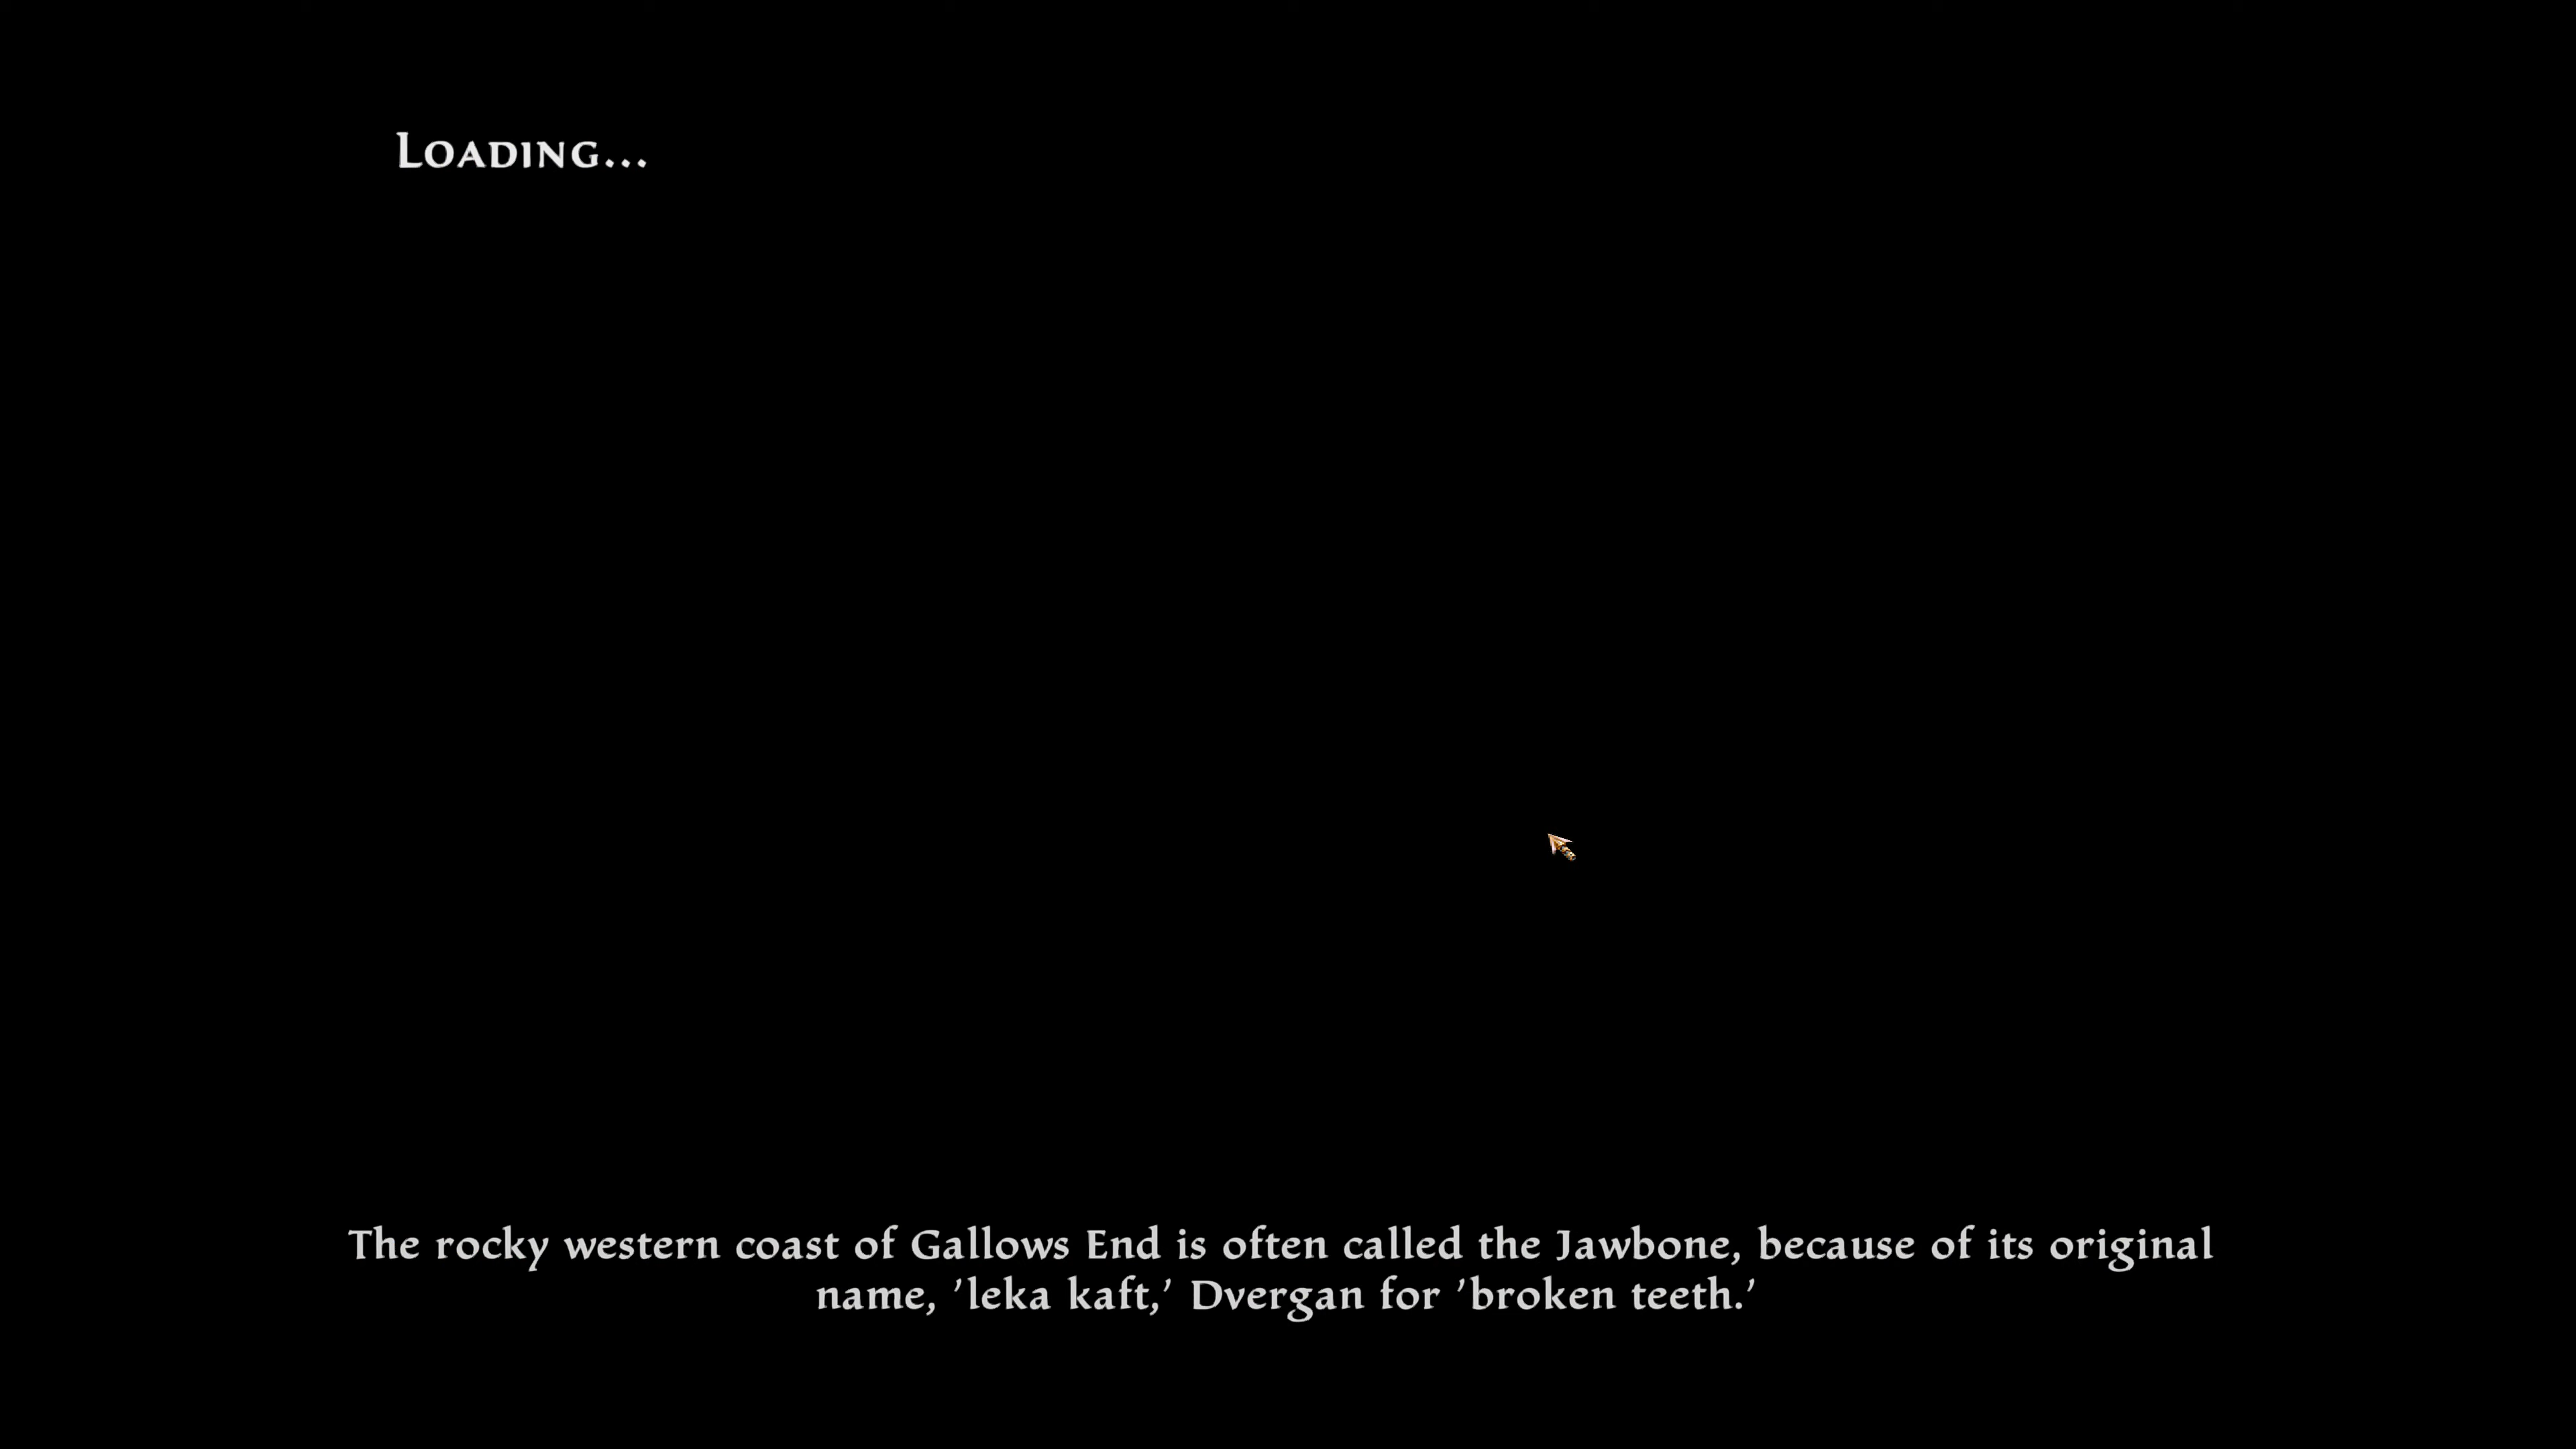 Loading...
The rocky western coast of Gallows End is often called the Jawbone, because of its original
name, 'leka kaft,' Dvergan for 'broken teeth.'